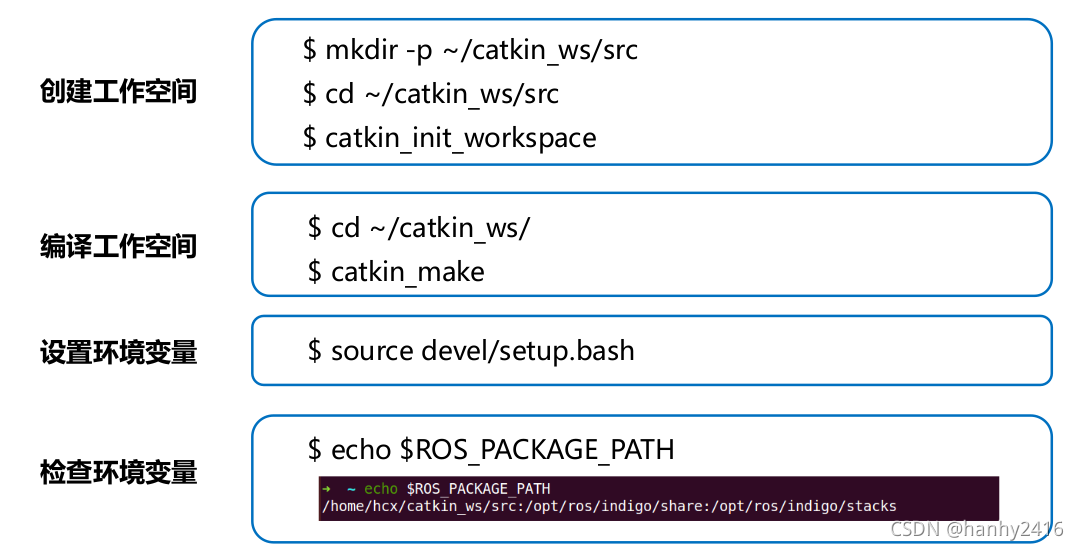 创建工作空间
$ mkdir -p ~/catkin_ws/src
$ cd ~/catkin_ws/src
$ catkin_init_workspace
编译工作空间
$ cd ~/catkin_ws/
$ catkin_make
设置环境变量
$ source devel/setup.bash
检查环境变量
$ echo $ROS_PACKAGE_PATH
➜ ~ echo $ROS_PACKAGE_PATH
/home/hcx/catkin_ws/src:/opt/ros/indigo/share:/opt/ros/indigo/stacks
CSDN @hanhy2416